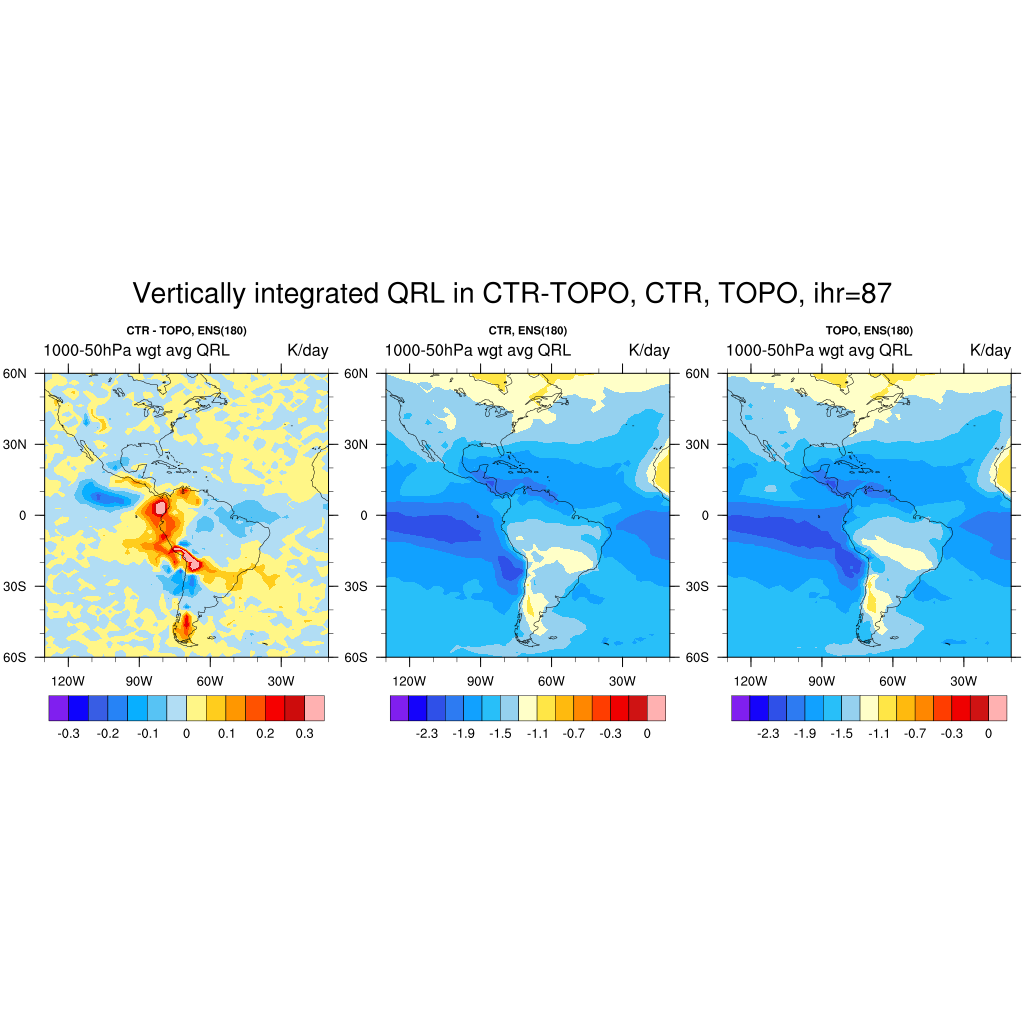 Vertically integrated QRL in CTR-TOPO, CTR, TOPO, ihr=87
CTR - TOPO, ENS(180)
1000-50hPa wgt avg QRL K/day
60N
30N
0
30S
60S
120W 90W 60W 30W
-0.3 -0.2 -0.1 0 0.1 0.2 0.3
CTR, ENS(180)
1000-50hPa wgt avg QRL K/day
60N
30N
0
30S
60S
120W 90W 60W 30W
-2.3 -1.9 -1.5 -1.1 -0.7 -0.3 0
TOPO, ENS(180)
1000-50hPa wgt avg QRL K/day
60N
30N
0
30S
60S
120W 90W 60W 30W
-2.3 -1.9 -1.5 -1.1 -0.7 -0.3 0